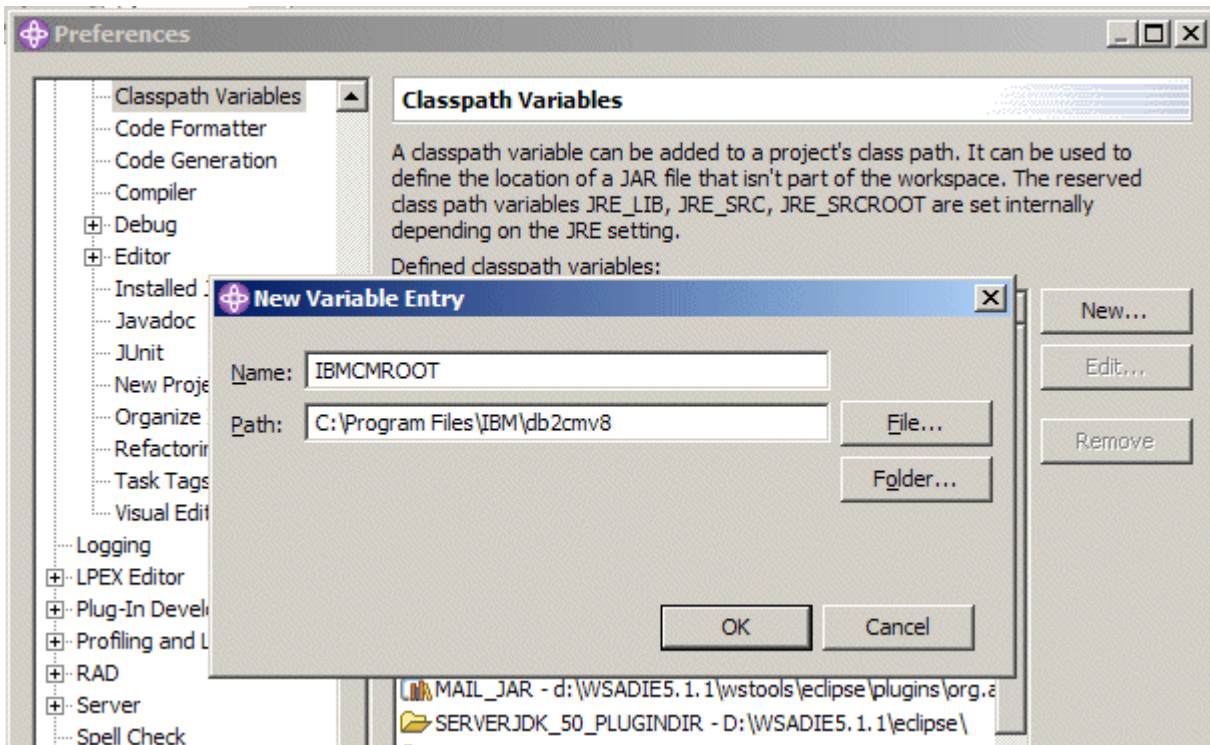 Preferences
Classpath Variables
Code Formatter
Code Generation
Compiler
Debug
Editor
Installed
Javadoc
JUnit
New Proje
Organize
Refactorin
Task Tags
Visual Edit
Logging
LPEX Editor
Plug-In Develo
Profiling and L
RAD
Server
Spell Check
Classpath Variables
A classpath variable can be added to a project's class path. It can be used to
define the location of a JAR file that isn't part of the workspace. The reserved
class path variables JRE_LIB, JRE_SRC, JRE_SRCROOT are set internally
depending on the JRE setting.
Defined classpath variables:
New...
Edit...
Remove
New Variable Entry
Name: IBMCMROOT
Path: C:\Program Files\IBM\db2cmv8
File...
Folder...
OK Cancel
MAIL_JAR - d:\WSADIE5.1.1\wstools\eclipse\plugins\org.a
SERVERJDK_50_PLUGINDIR - D:\WSADIE5.1.1\eclipse\